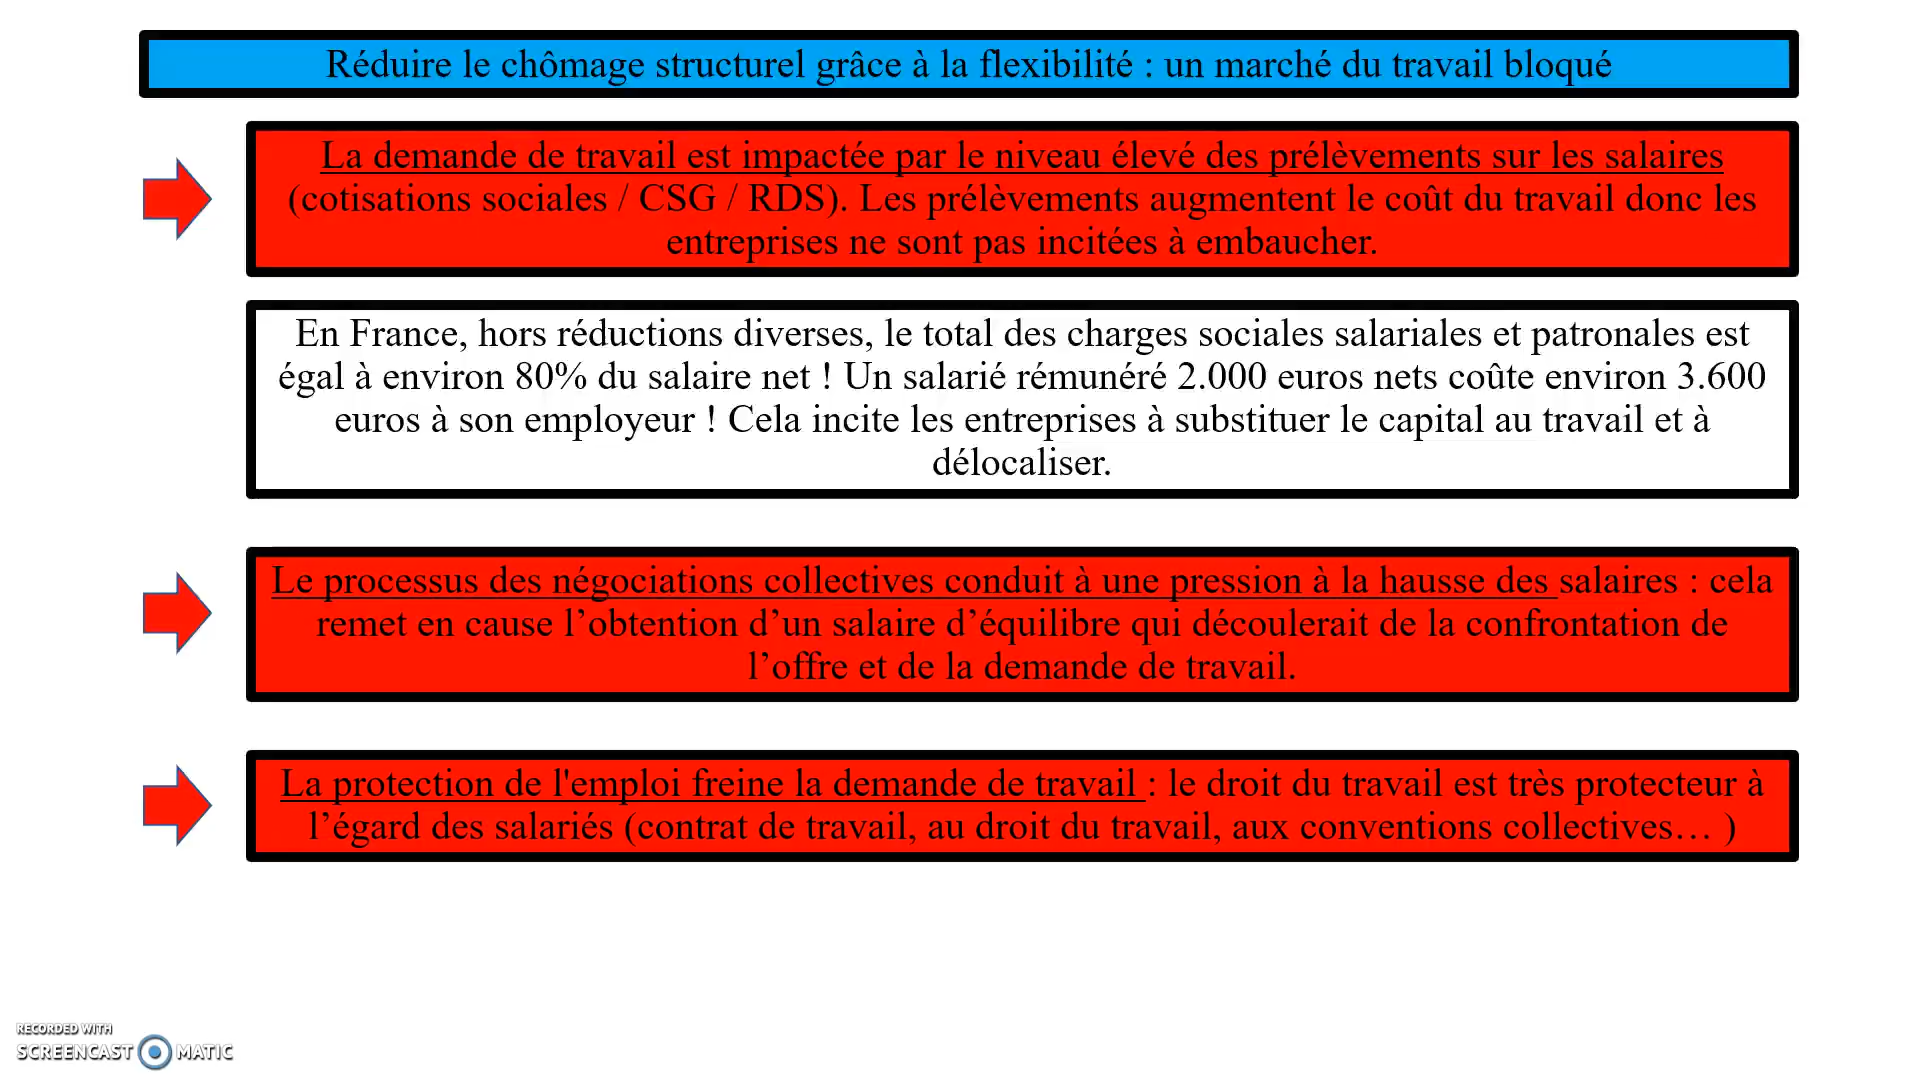 Réduire le chômage structurel grâce à la flexibilité : un marché du travail bloqué
La demande de travail est impactée par le niveau élevé des prélèvements sur les salaires
(cotisations sociales / CSG / RDS). Les prélèvements augmentent le coût du travail donc les
entreprises ne sont pas incitées à embaucher.
En France, hors réductions diverses, le total des charges sociales salariales et patronales est
égal à environ 80% du salaire net ! Un salarié rémunéré 2.000 euros nets coûte environ 3.600
euros à son employeur ! Cela incite les entreprises à substituer le capital au travail et à
délocaliser.
Le processus des négociations collectives conduit à une pression à la hausse des salaires : cela
remet en cause l’obtention d’un salaire d’équilibre qui découlerait de la confrontation de
l’offre et de la demande de travail.
La protection de l'emploi freine la demande de travail : le droit du travail est très protecteur à
l’égard des salariés (contrat de travail, au droit du travail, aux conventions collectives… )
RECORDED WITH
SCREENCAST MATIC